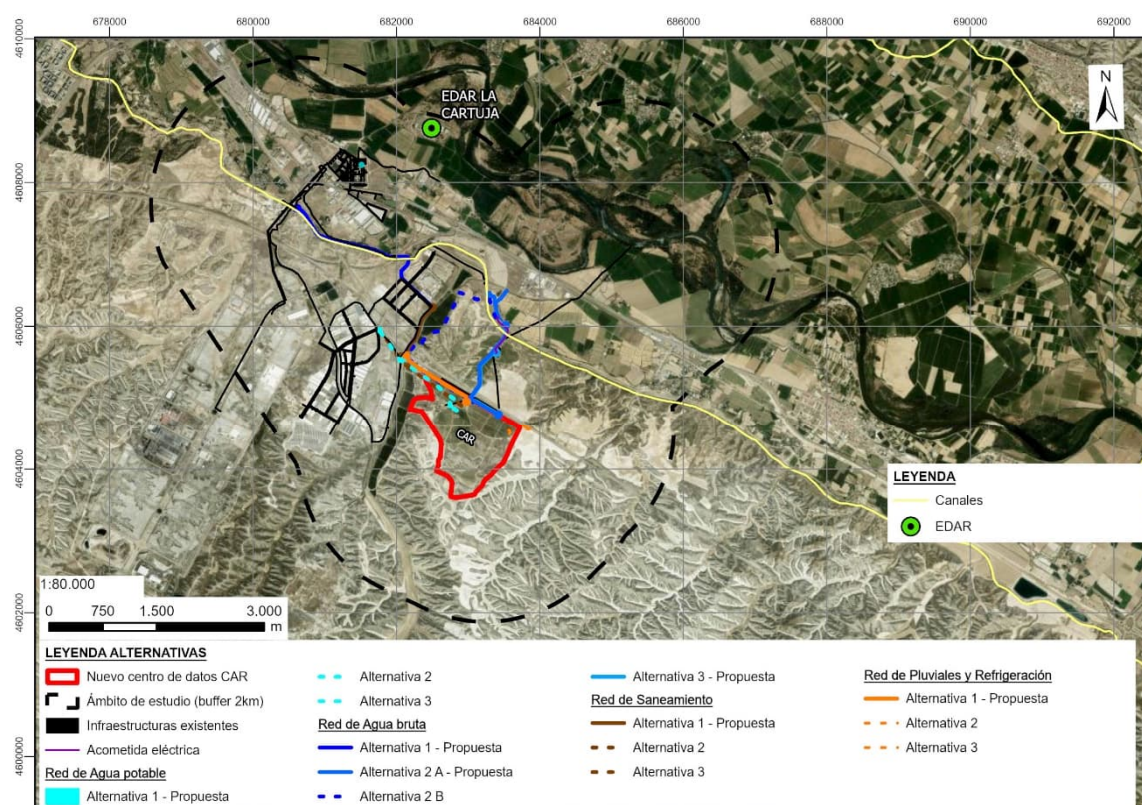 678000 680000 682000 684000 686000 688000 690000 692000
4610000
4608000
4606000
4604000
4602000
4600000
N
EDAR LA
CARTUJA
CAR
LEYENDA
Canales
EDAR
1:80.000
0 750 1.500 3.000
m
LEYENDA ALTERNATIVAS
Nuevo centro de datos CAR
Ámbito de estudio (buffer 2km)
Infraestructuras existentes
Acometida eléctrica
Red de Agua potable
Alternativa 1 - Propuesta
Alternativa 2
Alternativa 3
Red de Agua bruta
Alternativa 1 - Propuesta
Alternativa 2 A - Propuesta
Alternativa 2 B
Alternativa 3 - Propuesta
Red de Saneamiento
Alternativa 1 - Propuesta
Alternativa 2
Alternativa 3
Red de Pluviales y Refrigeración
Alternativa 1 - Propuesta
Alternativa 2
Alternativa 3